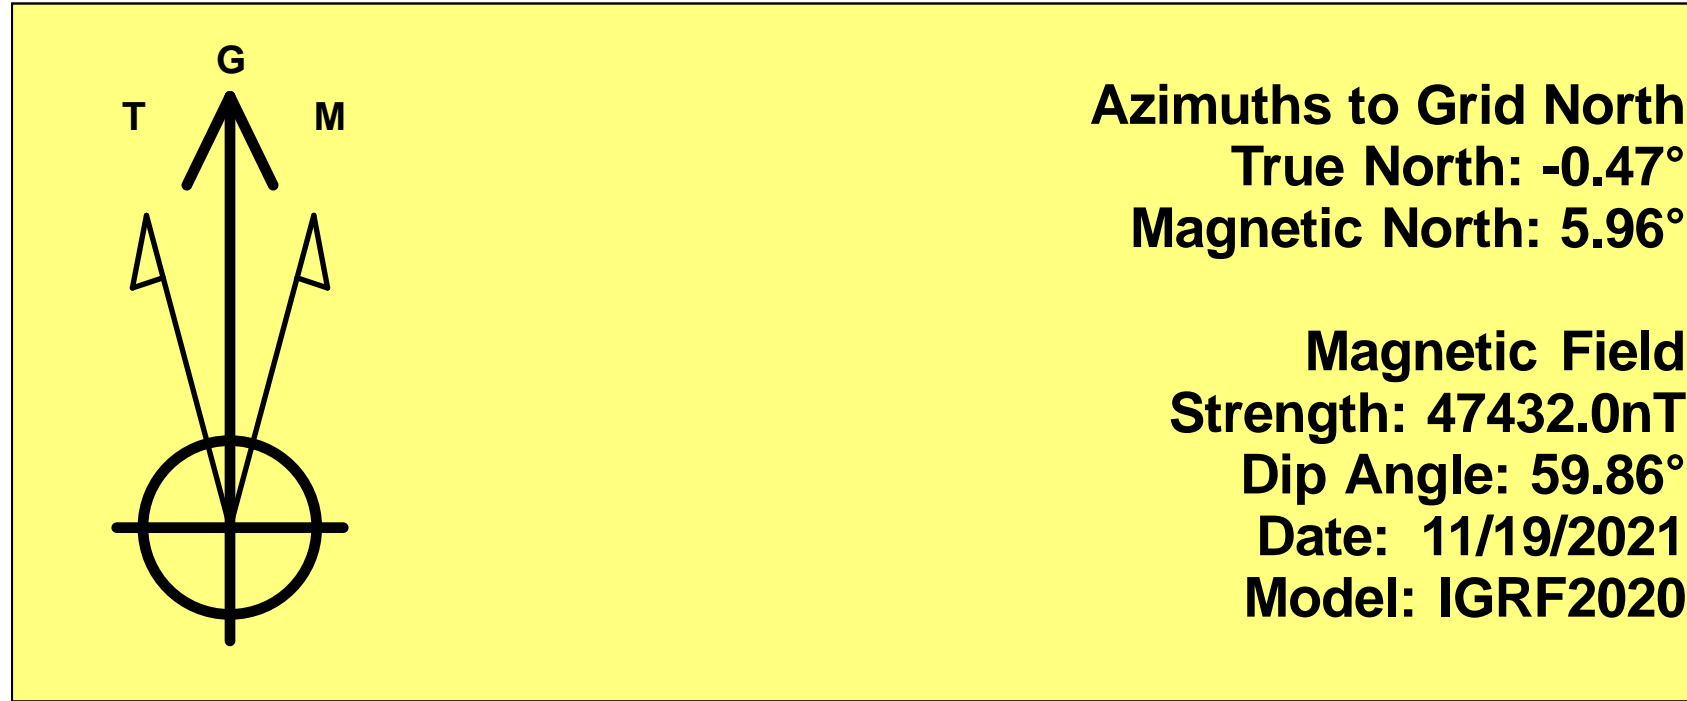 G
T M
Azimuths to Grid North
True North: -0.47°
Magnetic North: 5.96°
Magnetic Field
Strength: 47432.0nT
Dip Angle: 59.86°
Date: 11/19/2021
Model: IGRF2020